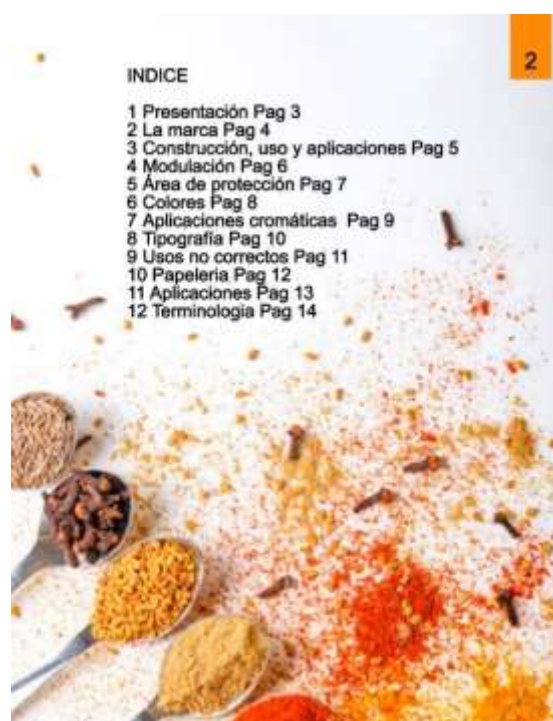 2
INDICE
1 Presentación Pag 3
2 La marca Pag 4
3 Construcción, uso y aplicaciones Pag 5
4 Modulación Pag 6
5 Área de protección Pag 7
6 Colores Pag 8
7 Aplicaciones cromáticas Pag 9
8 Tipografía Pag 10
9 Usos no correctos Pag 11
10 Papeleria Pag 12
11 Aplicaciones Pag 13
12 Terminologia Pag 14